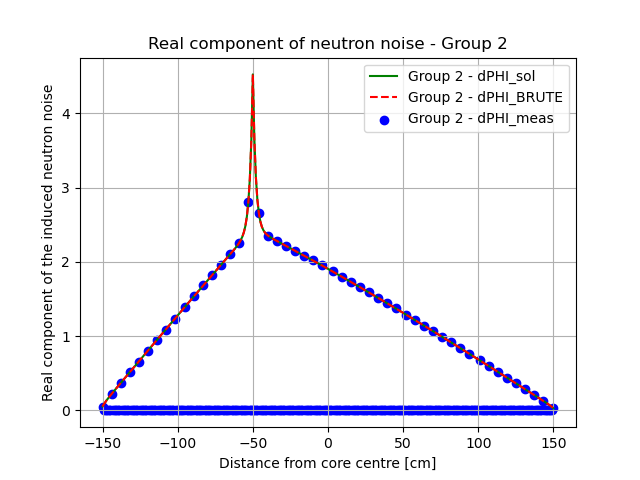 Real component of neutron noise - Group 2
Real component of the induced neutron noise
4
3
2
1
0
Group 2 - dPHI_sol
Group 2 - dPHI_BRUTE
Group 2 - dPHI_meas
−150 −100 −50 0 50 100 150
Distance from core centre [cm]